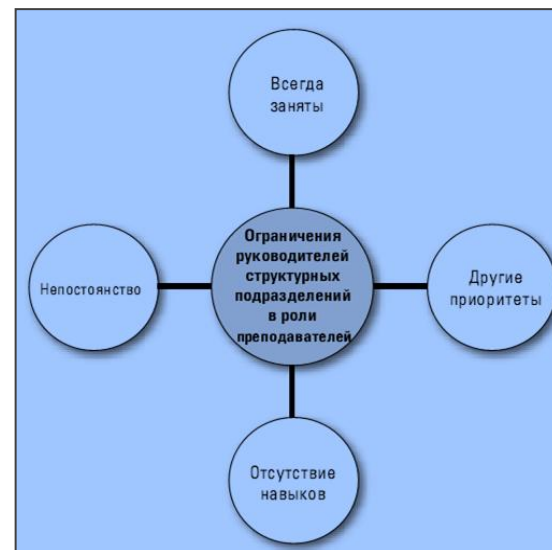 Всегда
заняты
Ограничения
руководителей
структурных
подразделений
в роли
преподавателей
Непостоянство
Другие
приоритеты
Отсутствие
навыков